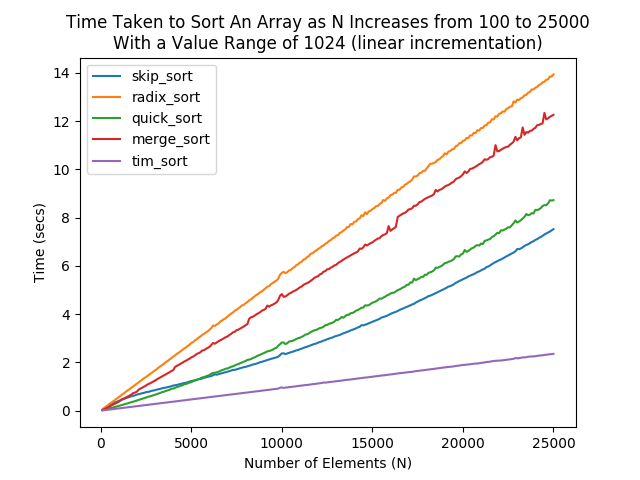 Time Taken to Sort An Array as N Increases from 100 to 25000
With a Value Range of 1024 (linear incrementation)
skip_sort
radix_sort
quick_sort
merge_sort
tim_sort
Time (secs)
14
12
10
8
6
4
2
0
0 5000 10000 15000 20000 25000
Number of Elements (N)